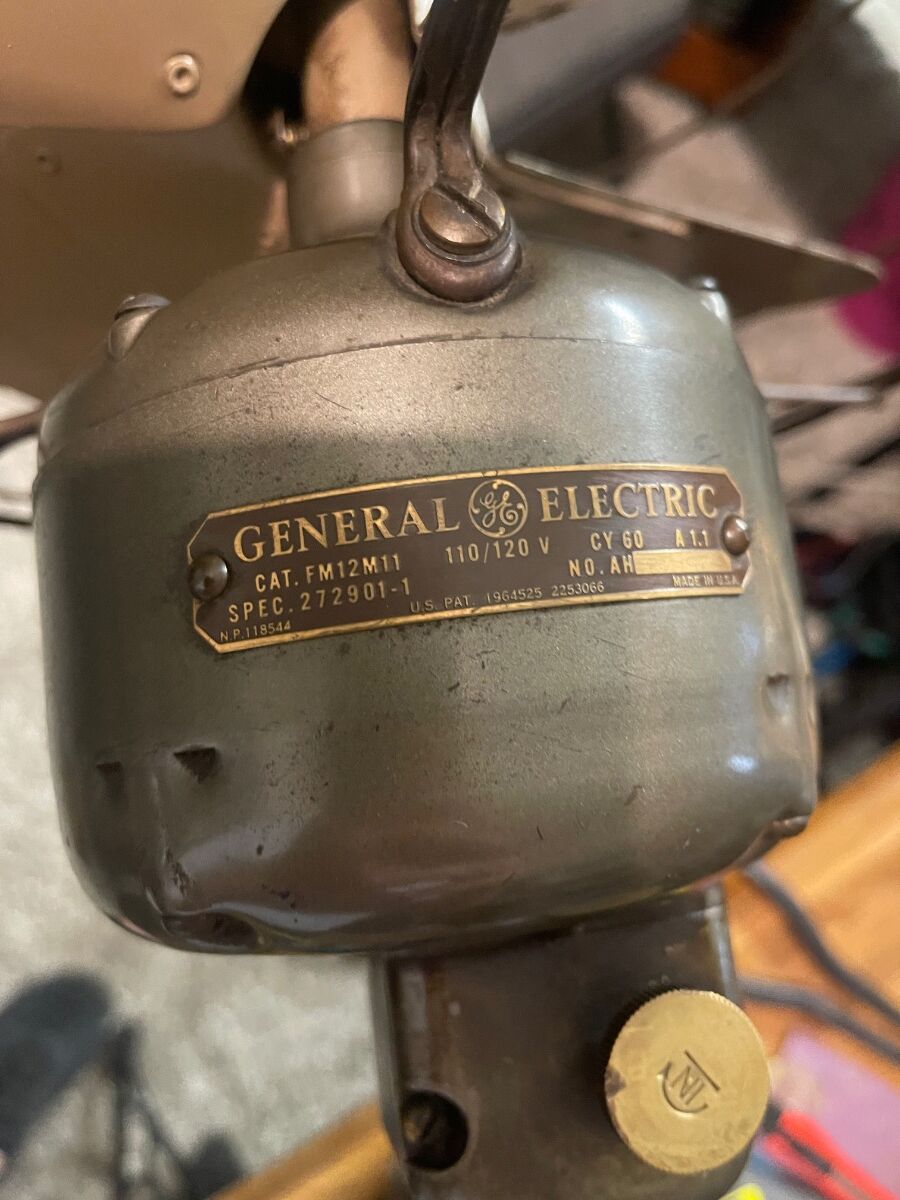 GENERAL GE ELECTRIC
CAT. FM12M11 110/120 V CY 60 A 1.1
SPEC. 272901-1 NO. AH
N.P. 118544 U.S. PAT. 1964525 2253066 MADE IN U.S.A.